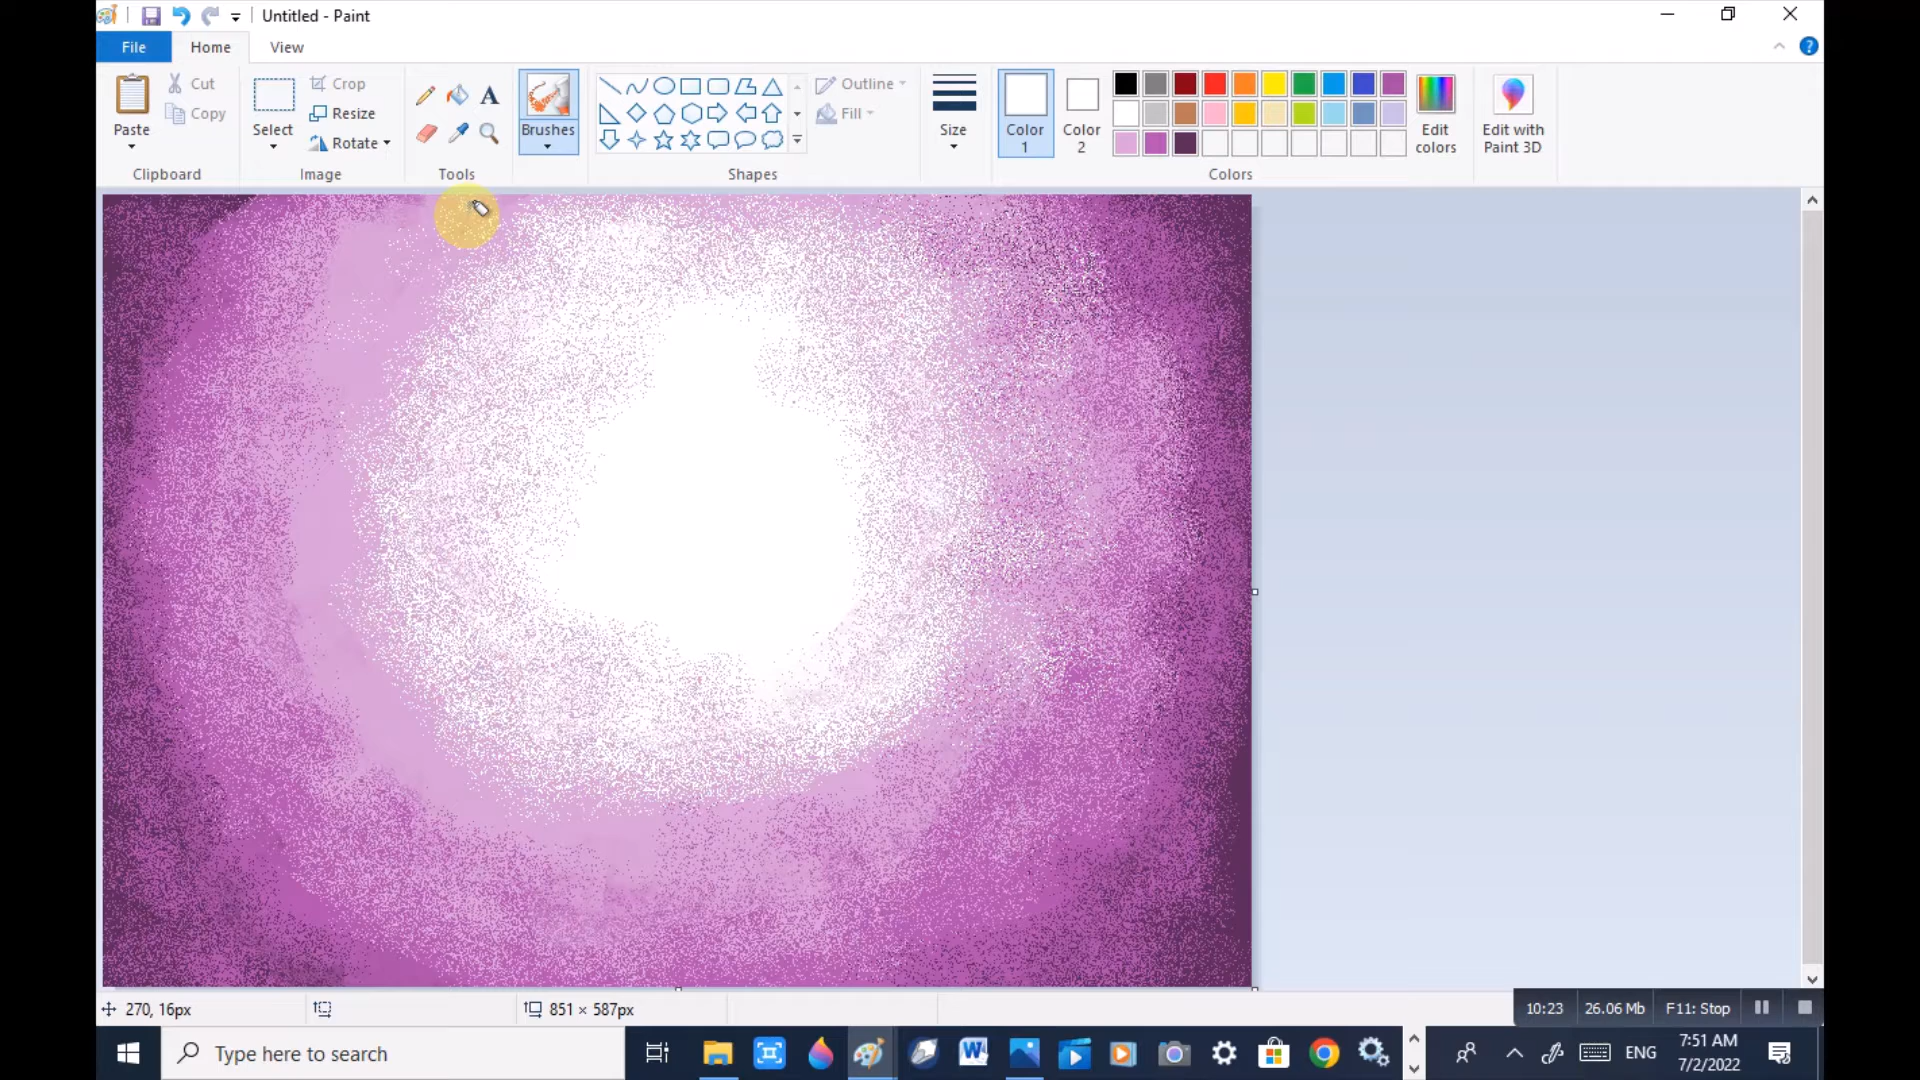 Untitled - Paint
File Home View
Paste
Cut
Copy
Clipboard
Select
Crop
Resize
Rotate
Image
A
Tools
Brushes
Shapes
Outline
Fill
Size
Color 1
Color 2
Colors
Edit colors
Edit with Paint 3D
270, 16px
851 × 587px
10:23 26.06 Mb F11: Stop
Type here to search
W
ENG
7:51 AM
7/2/2022